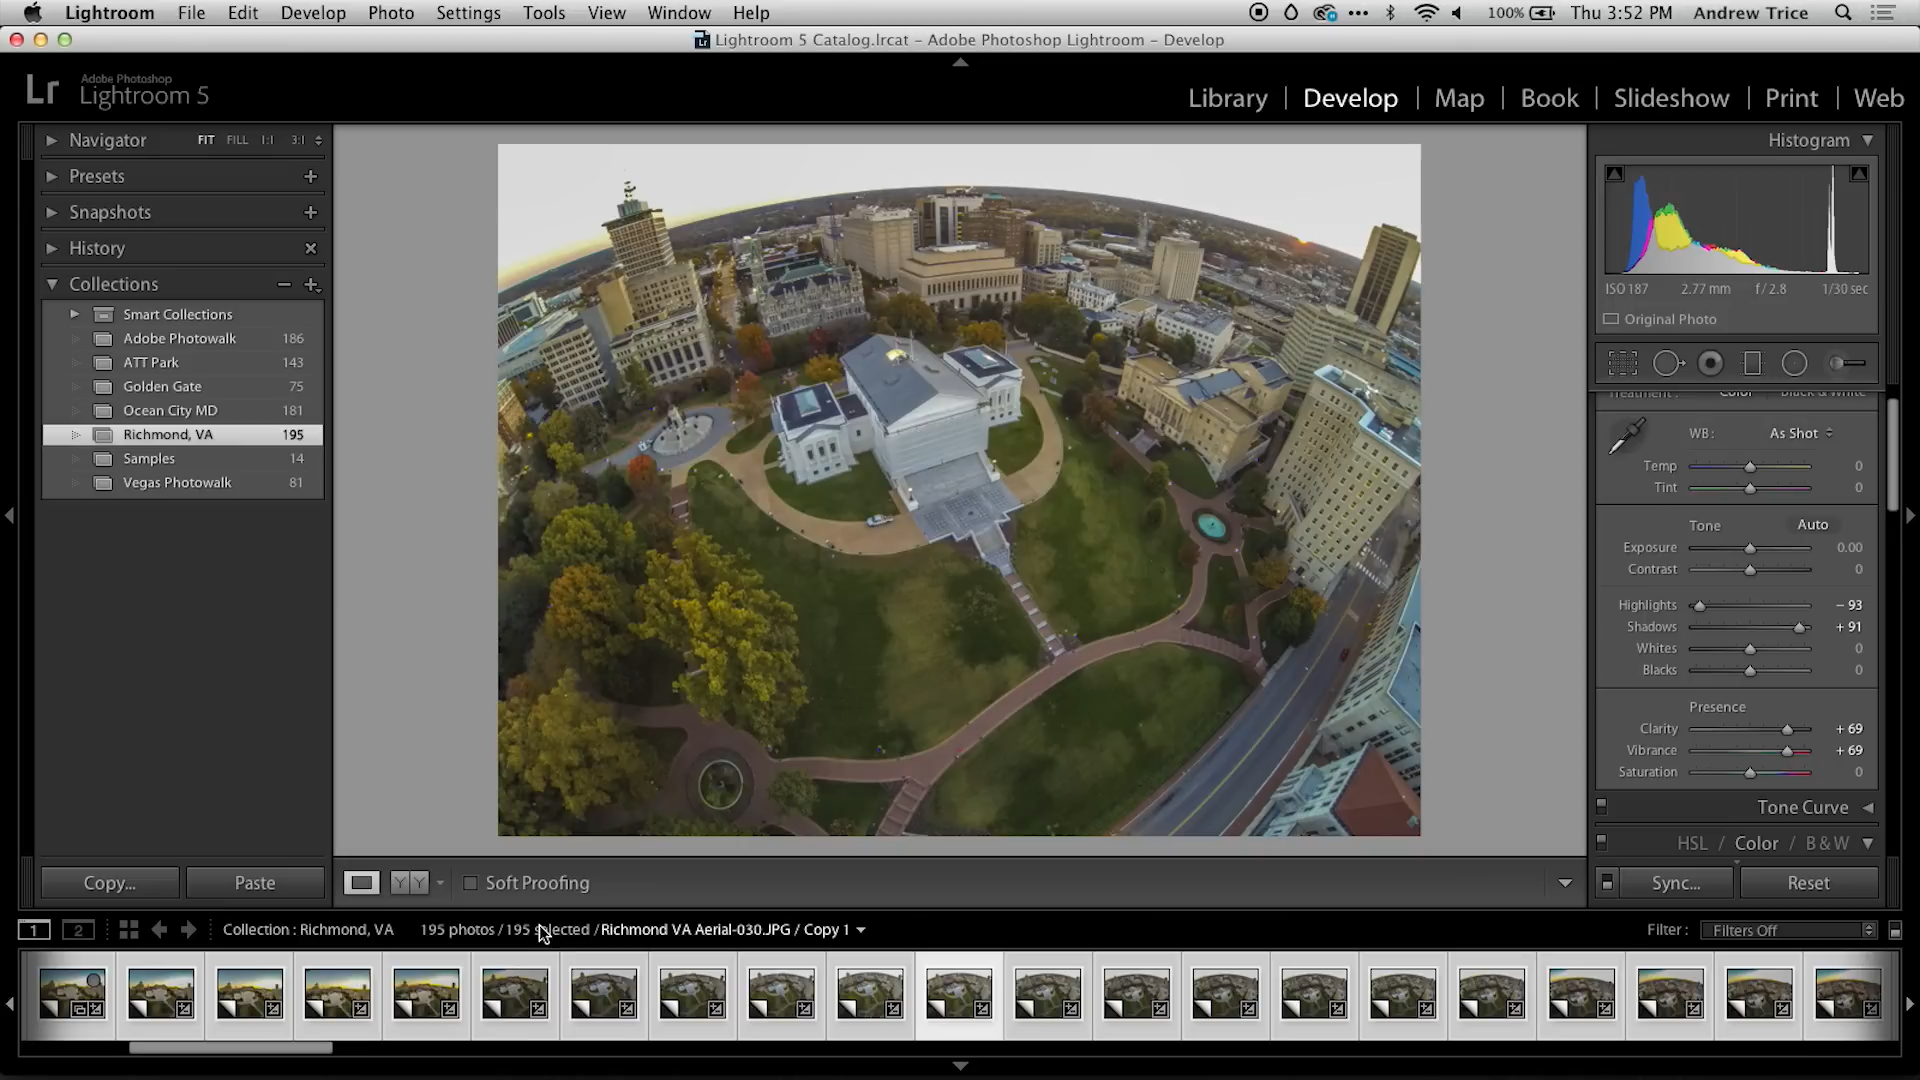 Lightroom File Edit Develop Photo Settings Tools View Window Help 100% Thu 3:52 PM Andrew Trice
Lightroom 5 Catalog.lrcat – Adobe Photoshop Lightroom – Develop
Lr Adobe Photoshop
Lightroom 5
Library | Develop | Map | Book | Slideshow | Print | Web
Navigator FIT FILL 1:1 3:1
Presets
Snapshots
History
Collections
Smart Collections
Adobe Photowalk 186
ATT Park 143
Golden Gate 75
Ocean City MD 181
Richmond, VA 195
Samples 14
Vegas Photowalk 81
Copy... Paste
Soft Proofing
Histogram
ISO 187 2.77 mm f / 2.8 1/30 sec
Original Photo
Treatment : Color Black & White
WB: As Shot
Temp 0
Tint 0
Tone Auto
Exposure 0.00
Contrast 0
Highlights – 93
Shadows + 91
Whites 0
Blacks 0
Presence
Clarity + 69
Vibrance + 69
Saturation 0
Tone Curve
HSL / Color / B & W
Sync... Reset
1 2 Collection : Richmond, VA 195 photos / 195 selected / Richmond VA Aerial-030.JPG / Copy 1 Filter : Filters Off